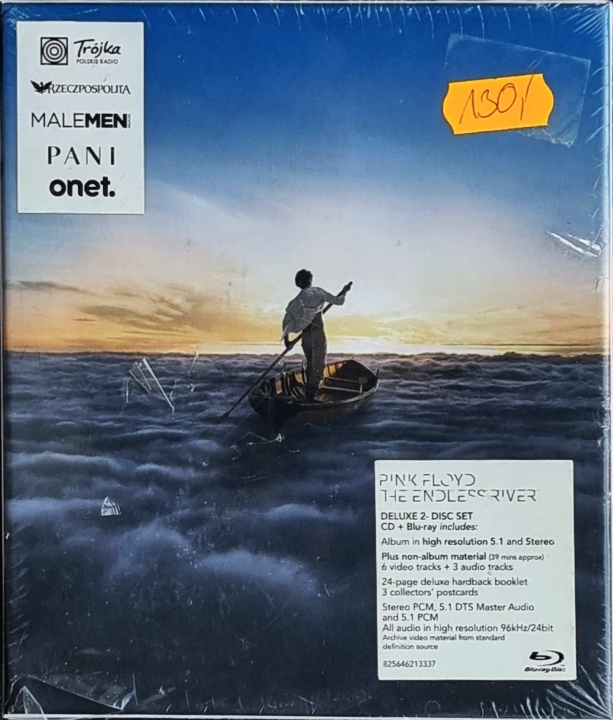 Trójka
POLSKIE RADIO
RZECZPOSPOLITA
MALEMEN
PANI
onet.
130,-
PINK FLOYD
THE ENDLESS RIVER
DELUXE 2- DISC SET
CD + Blu-ray includes:
Album in high resolution 5.1 and Stereo
Plus non-album material (39 mins approx)
6 video tracks + 3 audio tracks
24-page deluxe hardback booklet
3 collectors' postcards
Stereo PCM, 5.1 DTS Master Audio
and 5.1 PCM
All audio in high resolution 96kHz/24bit
Archive video material from standard
definition source
825646213337
Blu-ray Disc